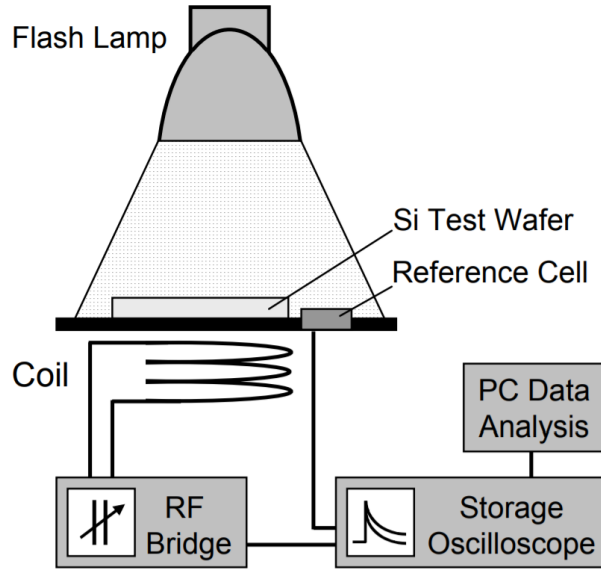 Flash Lamp
Si Test Wafer
Reference Cell
Coil
PC Data
Analysis
RF
Bridge
Storage
Oscilloscope